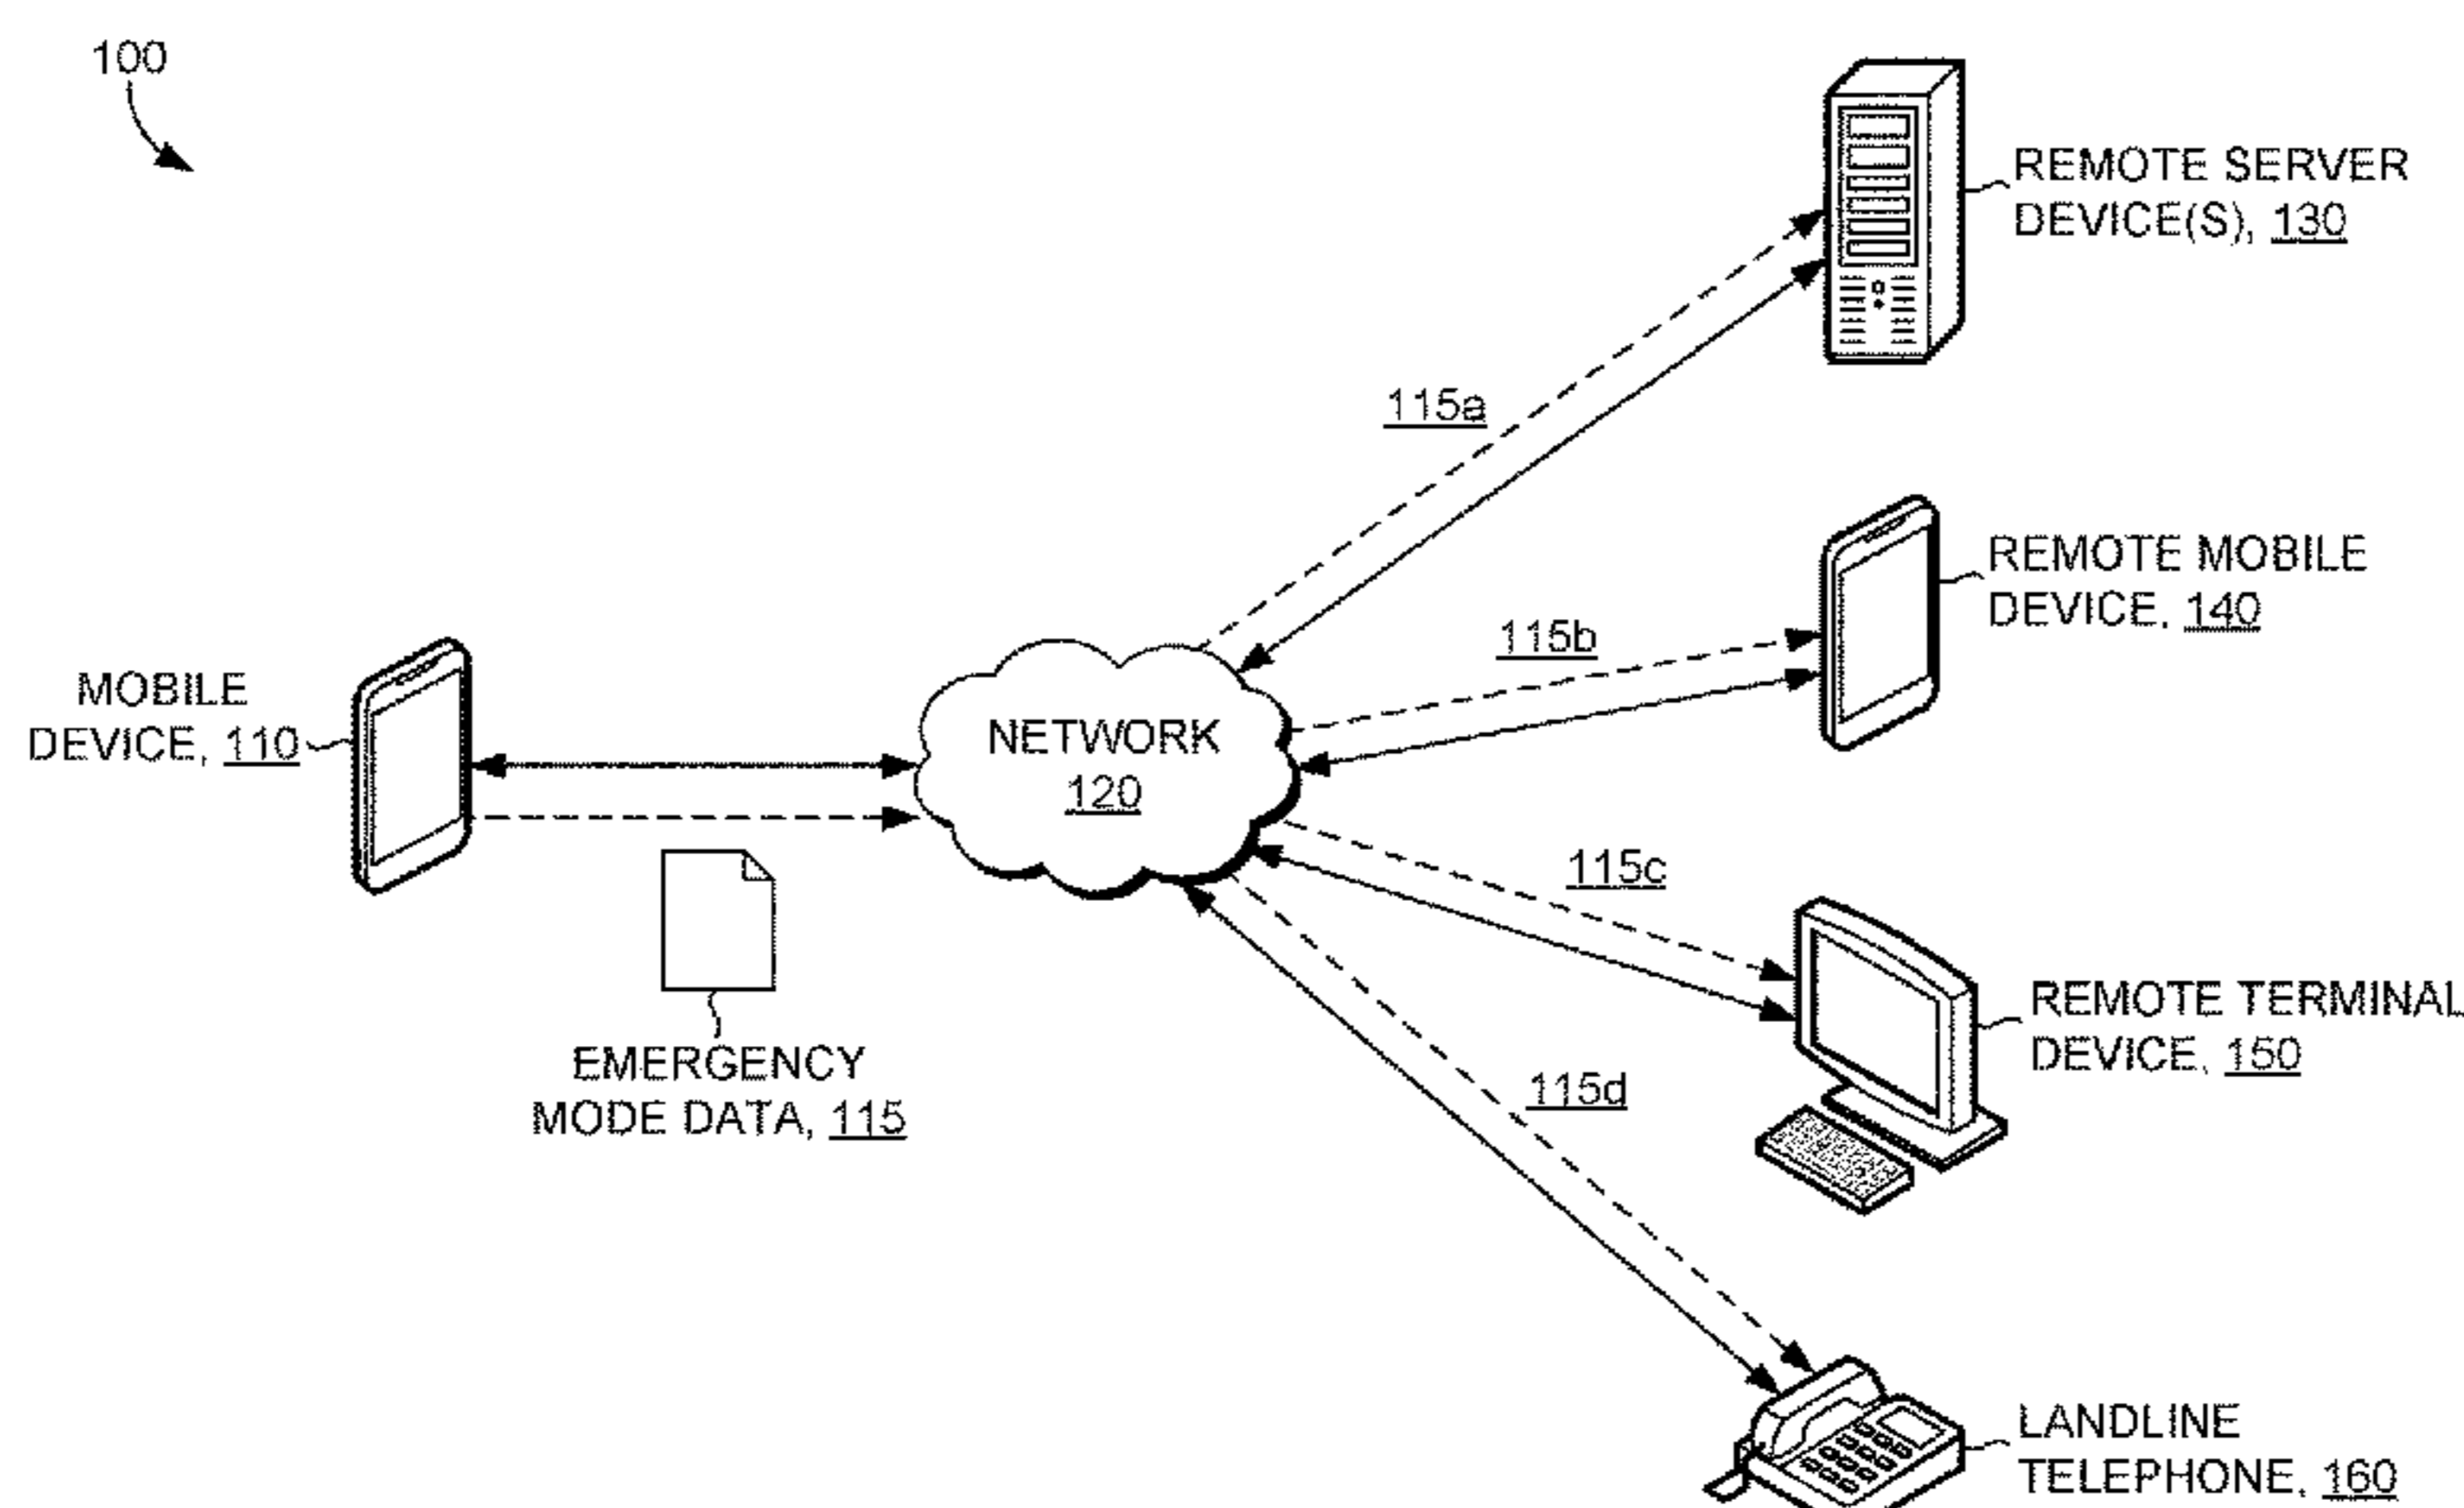 100
REMOTE SERVER
DEVICE(S), 130
115a
REMOTE MOBILE
DEVICE, 140
115b
MOBILE
DEVICE, 110
NETWORK
120
115c
EMERGENCY
MODE DATA, 115
REMOTE TERMINAL
DEVICE, 150
115d
LANDLINE
TELEPHONE, 160